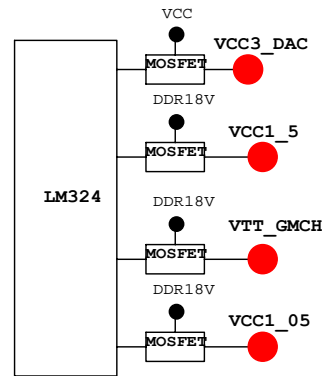 VCC
VCC3_DAC
MOSFET
DDR18V
VCC1_5
MOSFET
LM324
DDR18V
VTT_GMCH
MOSFET
DDR18V
VCC1_05
MOSFET